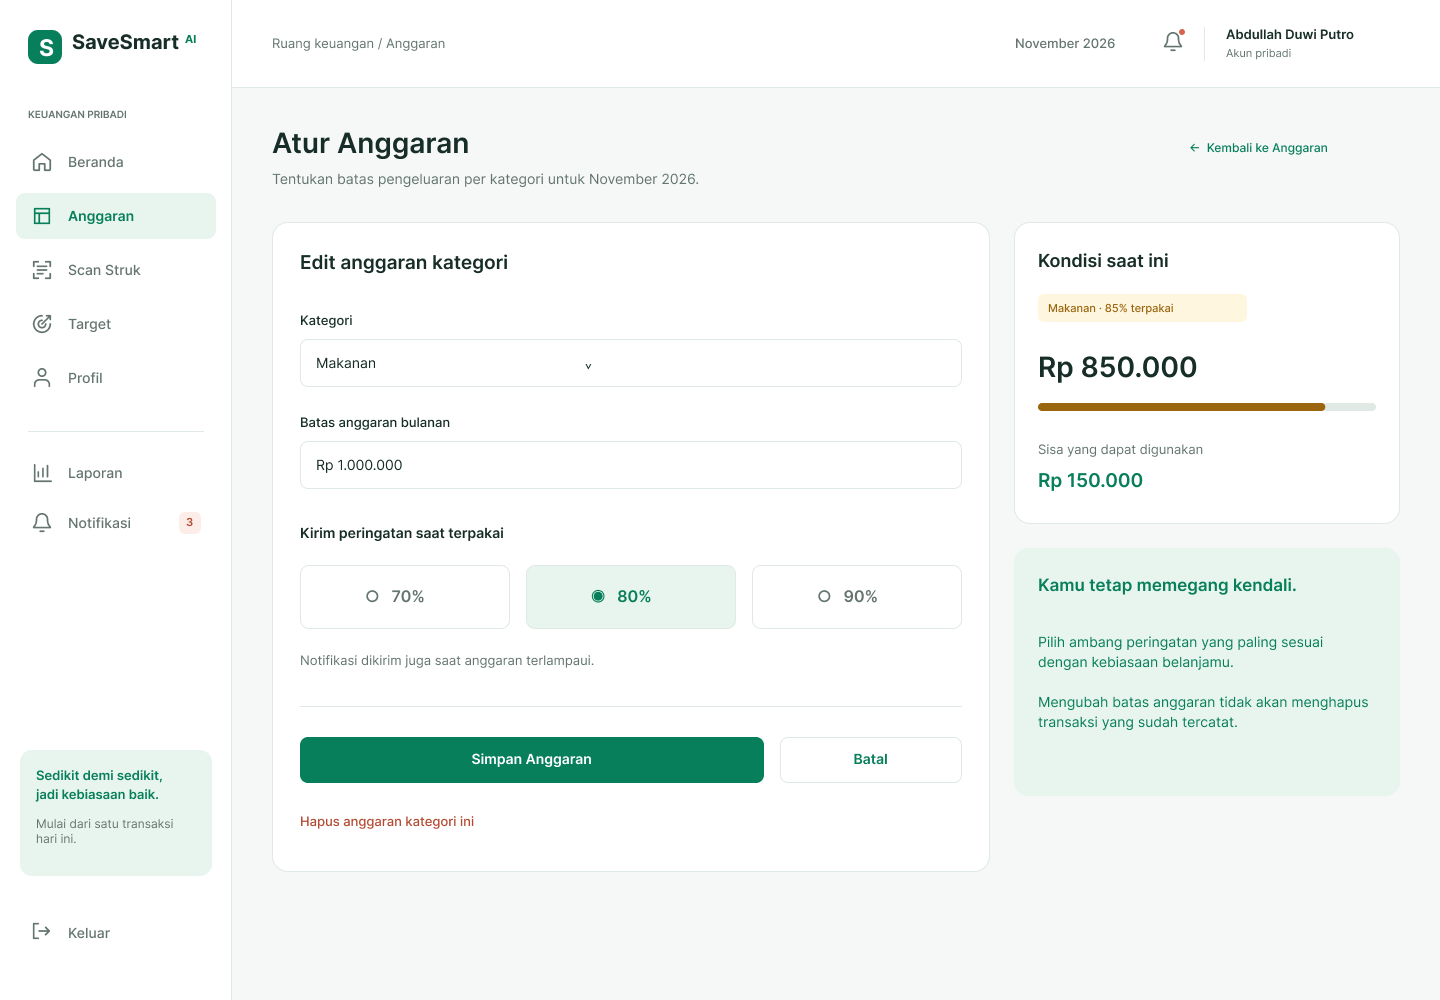 S SaveSmart AI
KEUANGAN PRIBADI
Beranda
Anggaran
Scan Struk
Target
Profil
Laporan
Notifikasi 3
Sedikit demi sedikit,
jadi kebiasaan baik.
Mulai dari satu transaksi
hari ini.
Keluar
Ruang keuangan / Anggaran
November 2026
Abdullah Duwi Putro
Akun pribadi
Atur Anggaran
Tentukan batas pengeluaran per kategori untuk November 2026.
← Kembali ke Anggaran
Edit anggaran kategori
Kategori
Makanan v
Batas anggaran bulanan
Rp 1.000.000
Kirim peringatan saat terpakai
70% 80% 90%
Notifikasi dikirim juga saat anggaran terlampaui.
Simpan Anggaran Batal
Hapus anggaran kategori ini
Kondisi saat ini
Makanan · 85% terpakai
Rp 850.000
Sisa yang dapat digunakan
Rp 150.000
Kamu tetap memegang kendali.
Pilih ambang peringatan yang paling sesuai
dengan kebiasaan belanjamu.
Mengubah batas anggaran tidak akan menghapus
transaksi yang sudah tercatat.